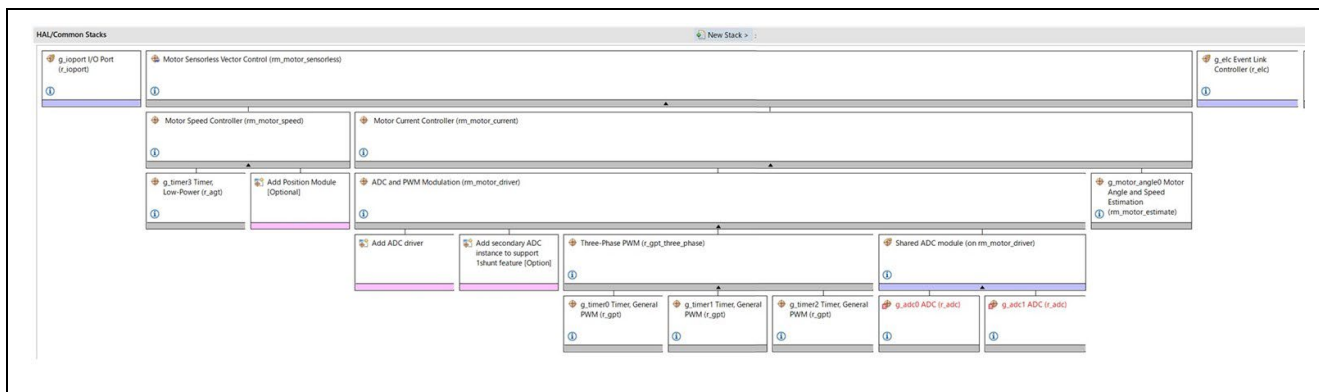 HAL/Common Stacks
New Stack >
g_ioport I/O Port
(r_ioport)
Motor Sensorless Vector Control (rm_motor_sensorless)
g_elc Event Link
Controller (r_elc)
Motor Speed Controller (rm_motor_speed)
Motor Current Controller (rm_motor_current)
g_timer3 Timer,
Low-Power (r_agt)
Add Position Module
[Optional]
ADC and PWM Modulation (rm_motor_driver)
g_motor_angle0 Motor
Angle and Speed
Estimation
(rm_motor_estimate)
Add ADC driver
Add secondary ADC
instance to support
1shunt feature [Option]
Three-Phase PWM (r_gpt_three_phase)
Shared ADC module (on rm_motor_driver)
g_timer0 Timer, General
PWM (r_gpt)
g_timer1 Timer, General
PWM (r_gpt)
g_timer2 Timer, General
PWM (r_gpt)
g_adc0 ADC (r_adc)
g_adc1 ADC (r_adc)